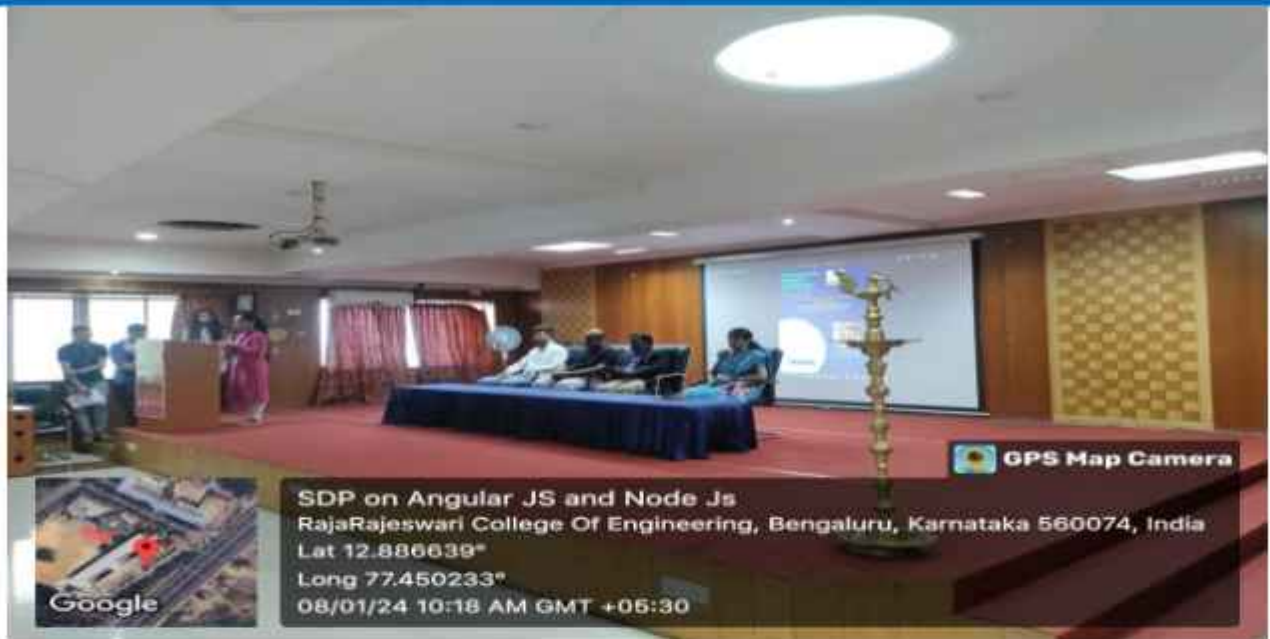 GPS Map Camera
SDP on Angular JS and Node Js
RajaRajeswari College Of Engineering, Bengaluru, Karnataka 560074, India
Lat 12.886639°
Long 77.450233°
08/01/24 10:18 AM GMT +05:30
Google